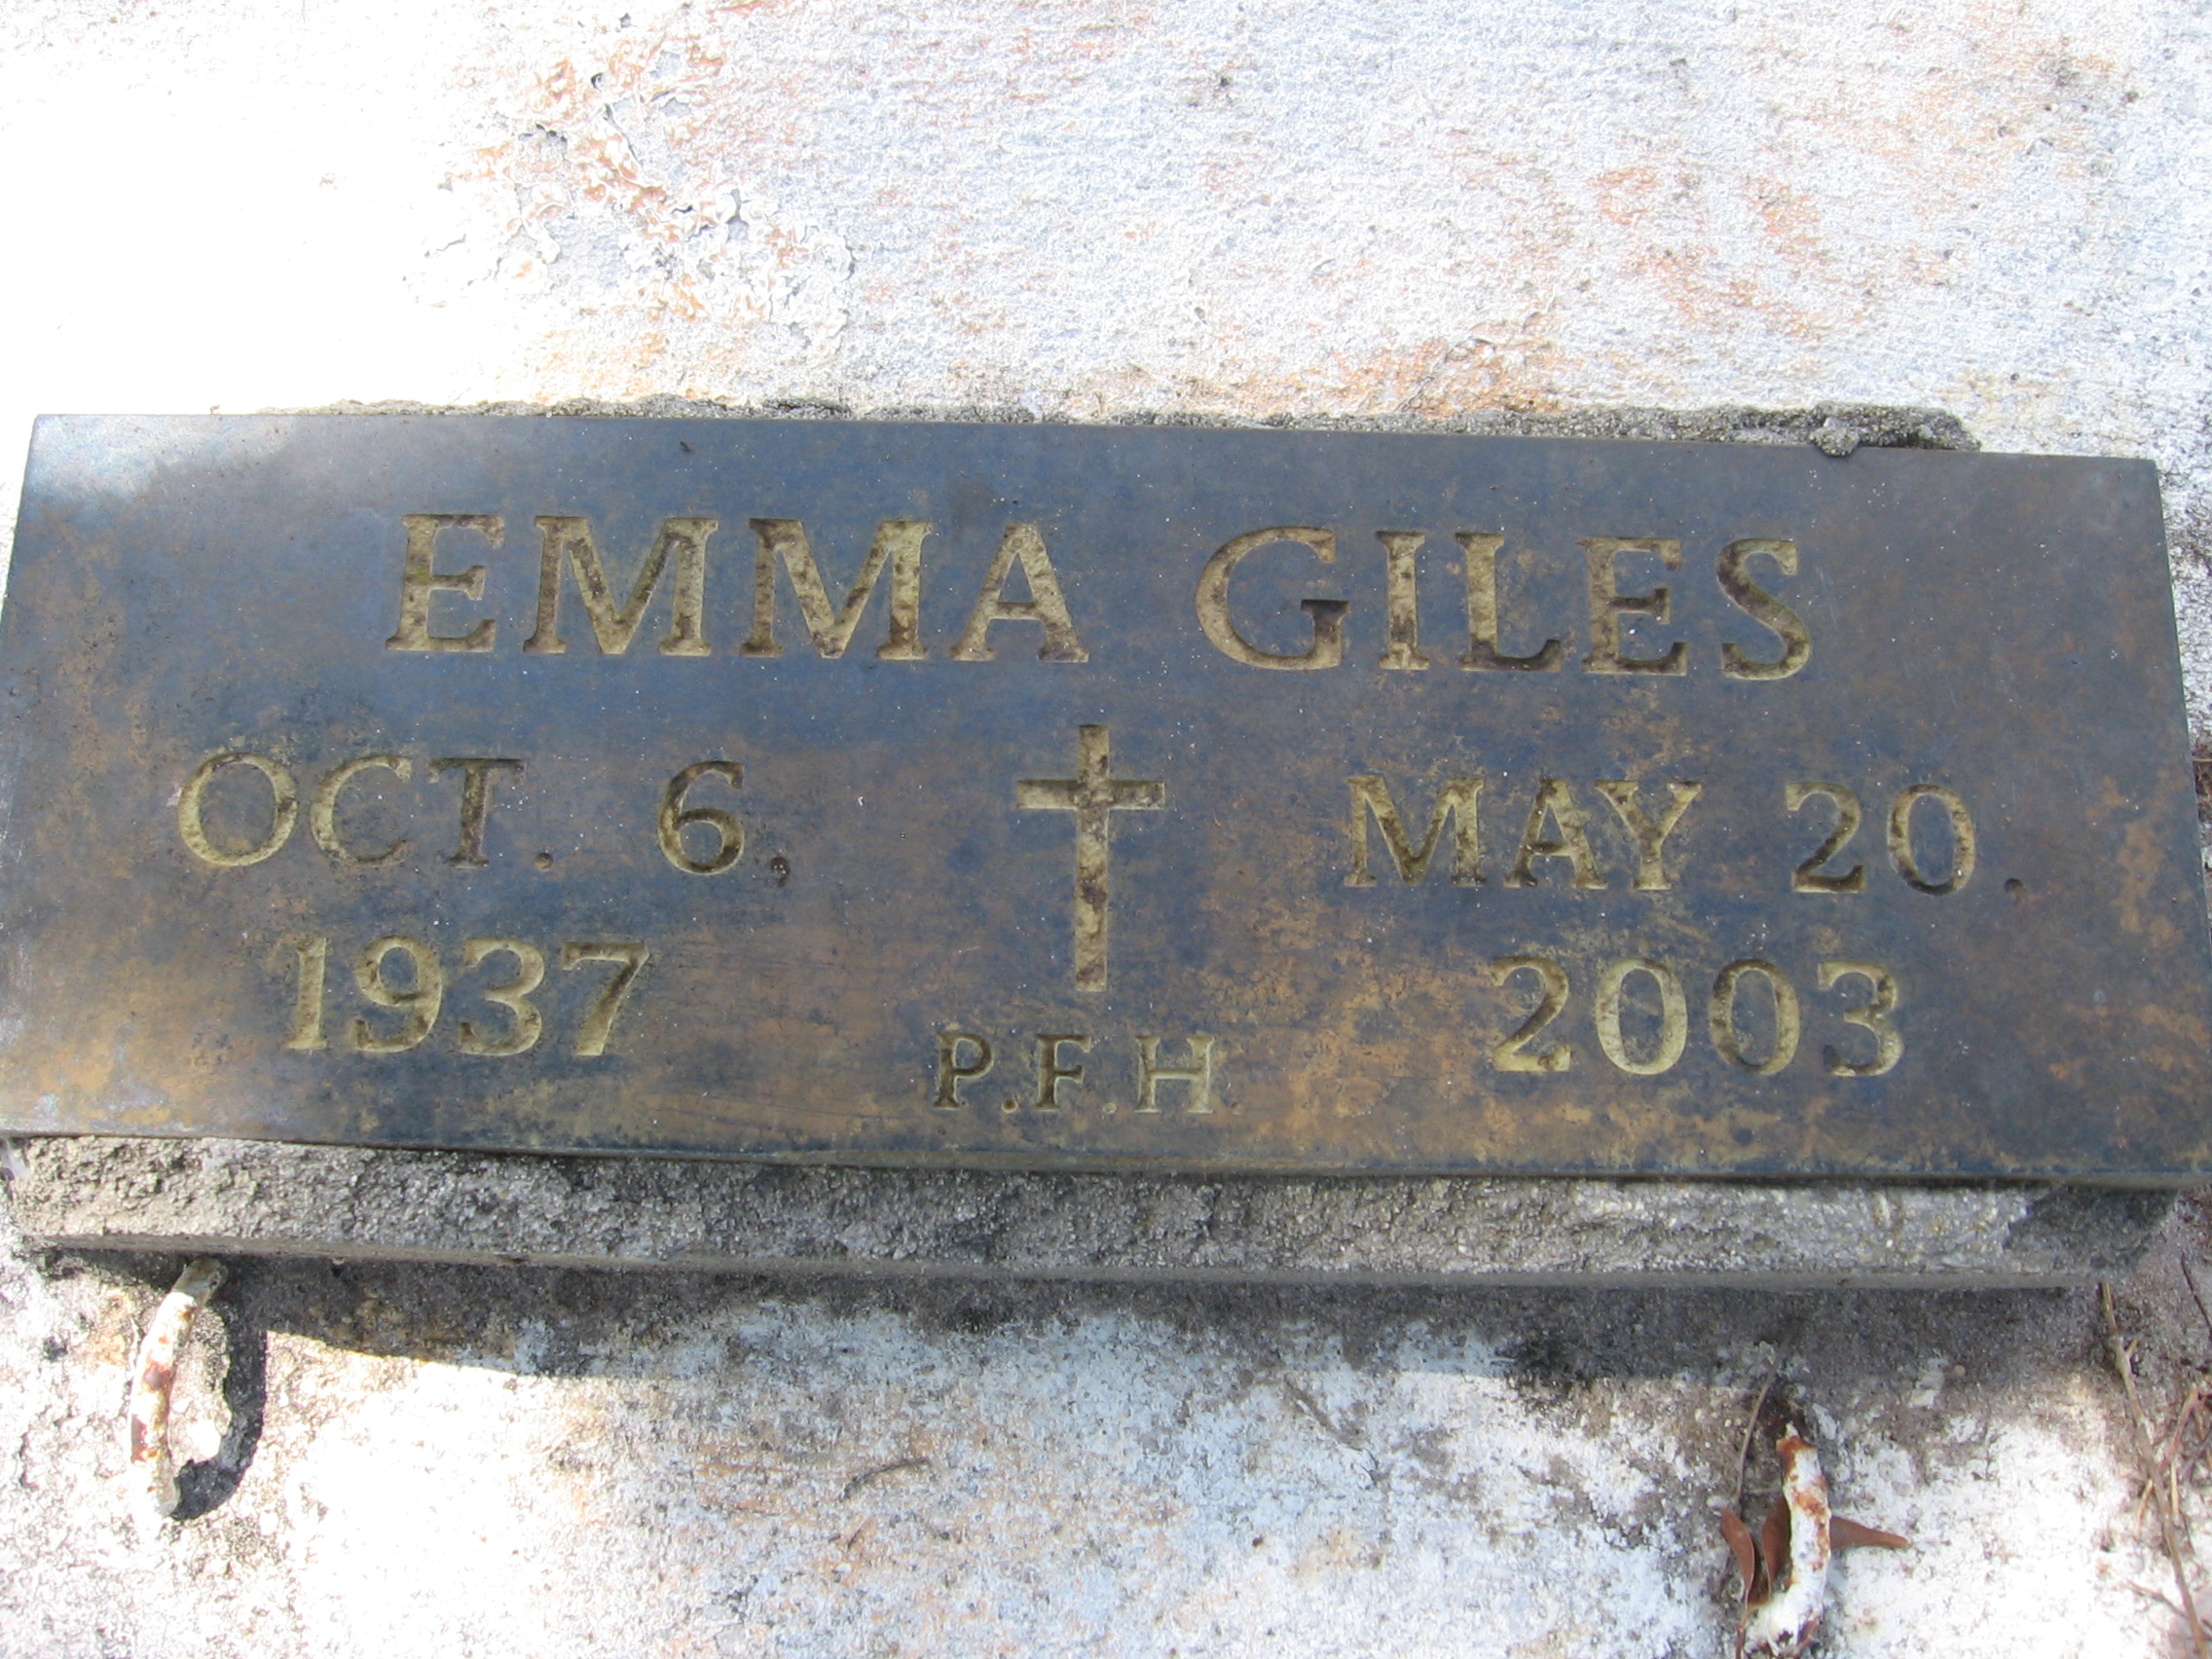 EMMA GILES
OCT. 6, MAY 20.
1937 2003
P.F.H.